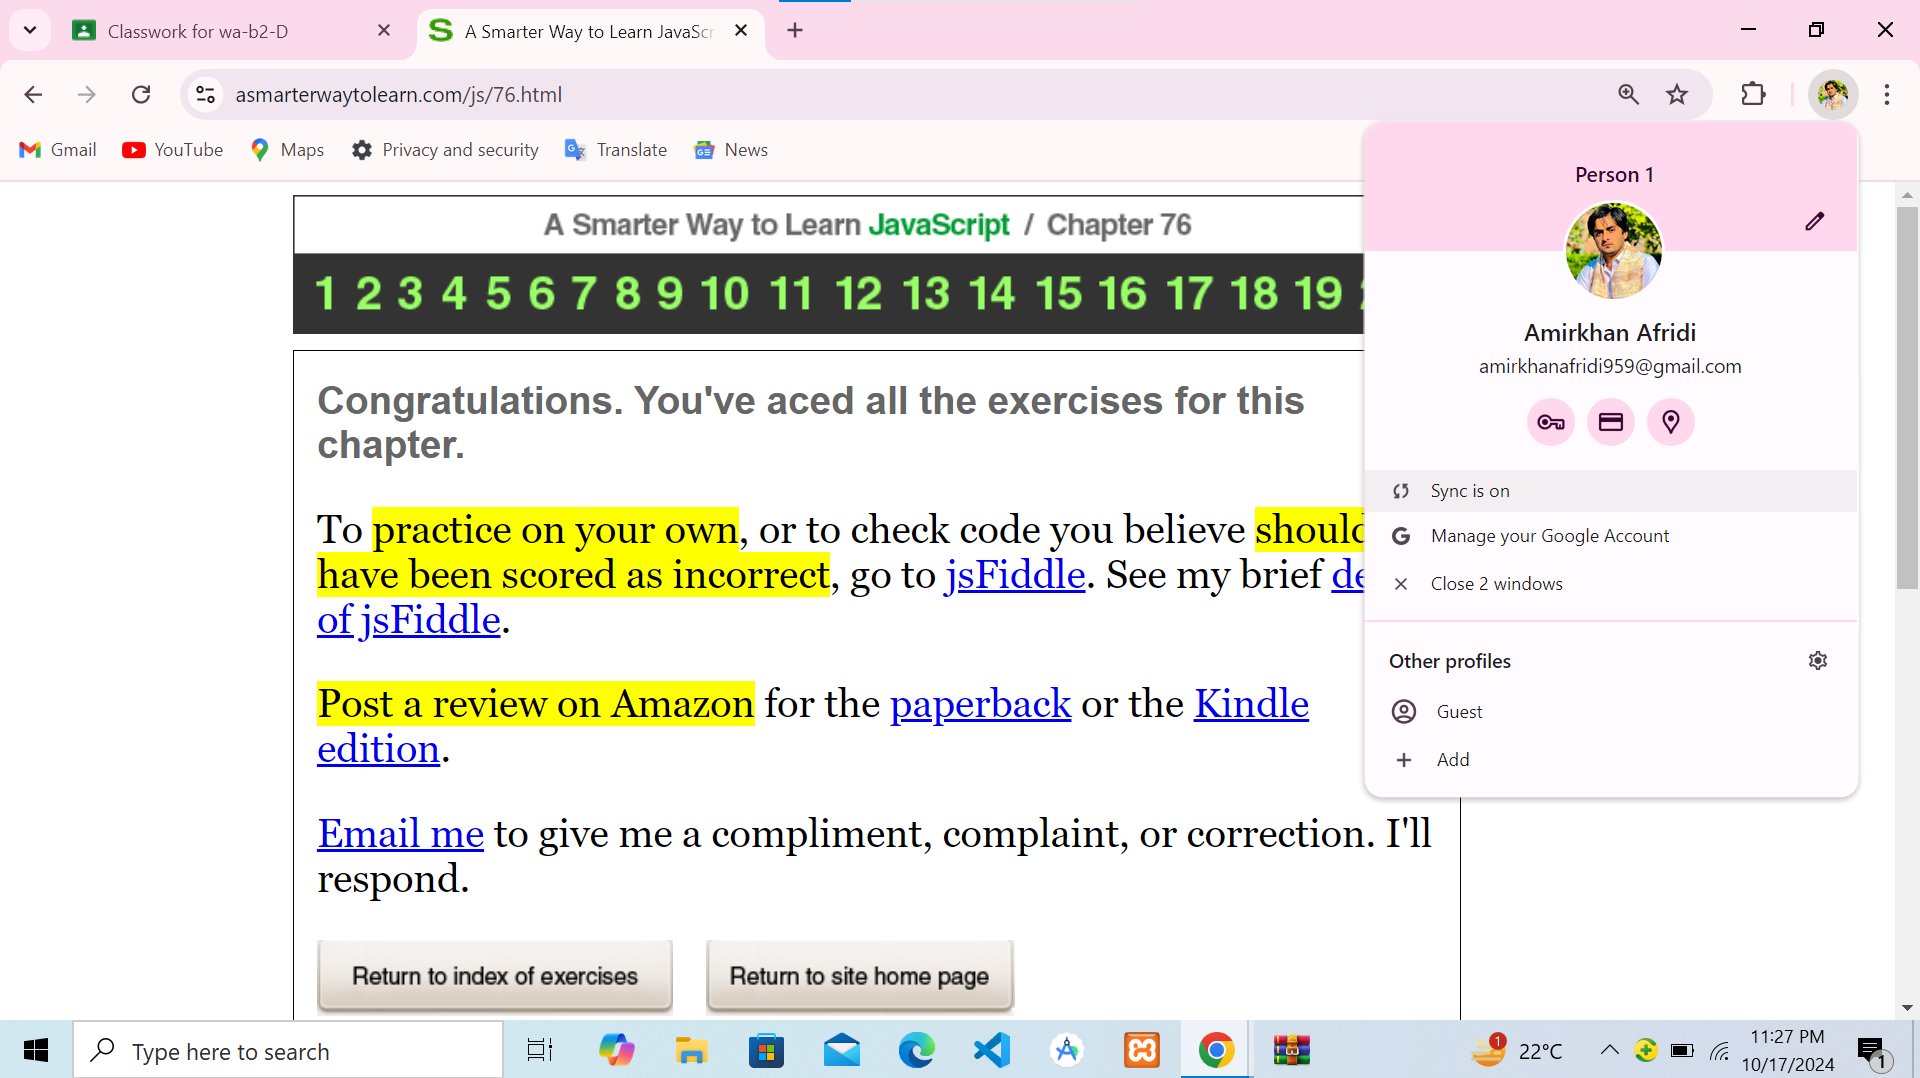 Classwork for wa-b2-D
A Smarter Way to Learn JavaScr
asmarterwaytolearn.com/js/76.html
Gmail YouTube Maps Privacy and security Translate News
A Smarter Way to Learn JavaScript / Chapter 76
1 2 3 4 5 6 7 8 9 10 11 12 13 14 15 16 17 18 19
Congratulations. You've aced all the exercises for this
chapter.
To practice on your own, or to check code you believe should
have been scored as incorrect, go to jsFiddle. See my brief de
of jsFiddle.
Post a review on Amazon for the paperback or the Kindle
edition.
Email me to give me a compliment, complaint, or correction. I'll
respond.
Return to index of exercises Return to site home page
Person 1
Amirkhan Afridi
amirkhanafridi959@gmail.com
Sync is on
Manage your Google Account
Close 2 windows
Other profiles
Guest
Add
Type here to search
1
22°C
11:27 PM
10/17/2024
1